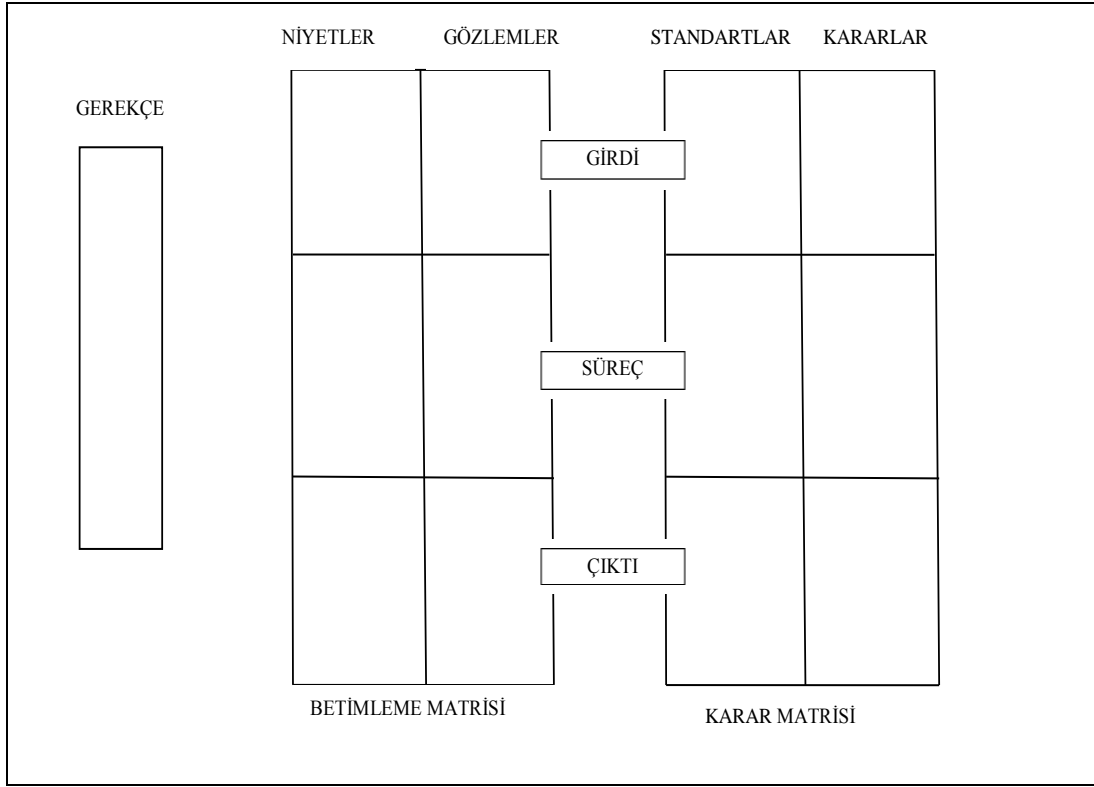 NİYETLER GÖZLEMLER STANDARTLAR KARARLAR
GEREKÇE
GİRDİ
SÜREÇ
ÇIKTI
BETİMLEME MATRİSİ KARAR MATRİSİ